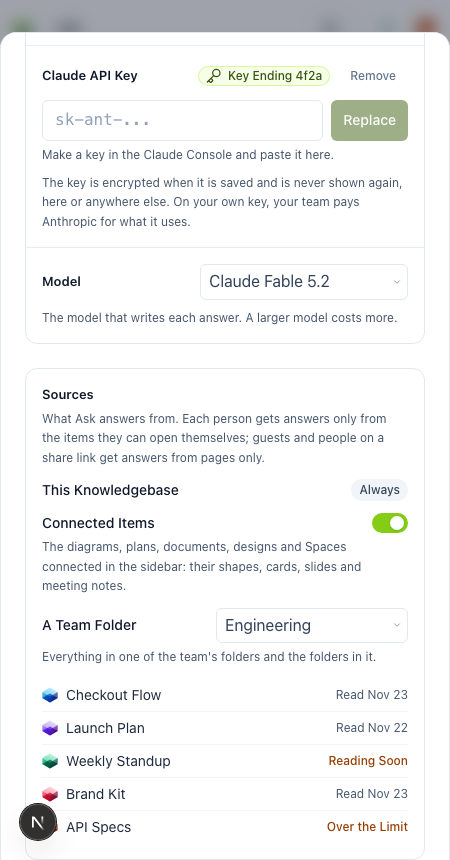 Claude API Key
Key Ending 4f2a
Remove
sk-ant-...
Replace
Make a key in the Claude Console and paste it here.
The key is encrypted when it is saved and is never shown again,
here or anywhere else. On your own key, your team pays
Anthropic for what it uses.
Model
Claude Fable 5.2
The model that writes each answer. A larger model costs more.
Sources
What Ask answers from. Each person gets answers only from
the items they can open themselves; guests and people on a
share link get answers from pages only.
This Knowledgebase
Always
Connected Items
The diagrams, plans, documents, designs and Spaces
connected in the sidebar: their shapes, cards, slides and
meeting notes.
A Team Folder
Engineering
Everything in one of the team's folders and the folders in it.
Checkout Flow
Read Nov 23
Launch Plan
Read Nov 22
Weekly Standup
Reading Soon
Brand Kit
Read Nov 23
N
API Specs
Over the Limit